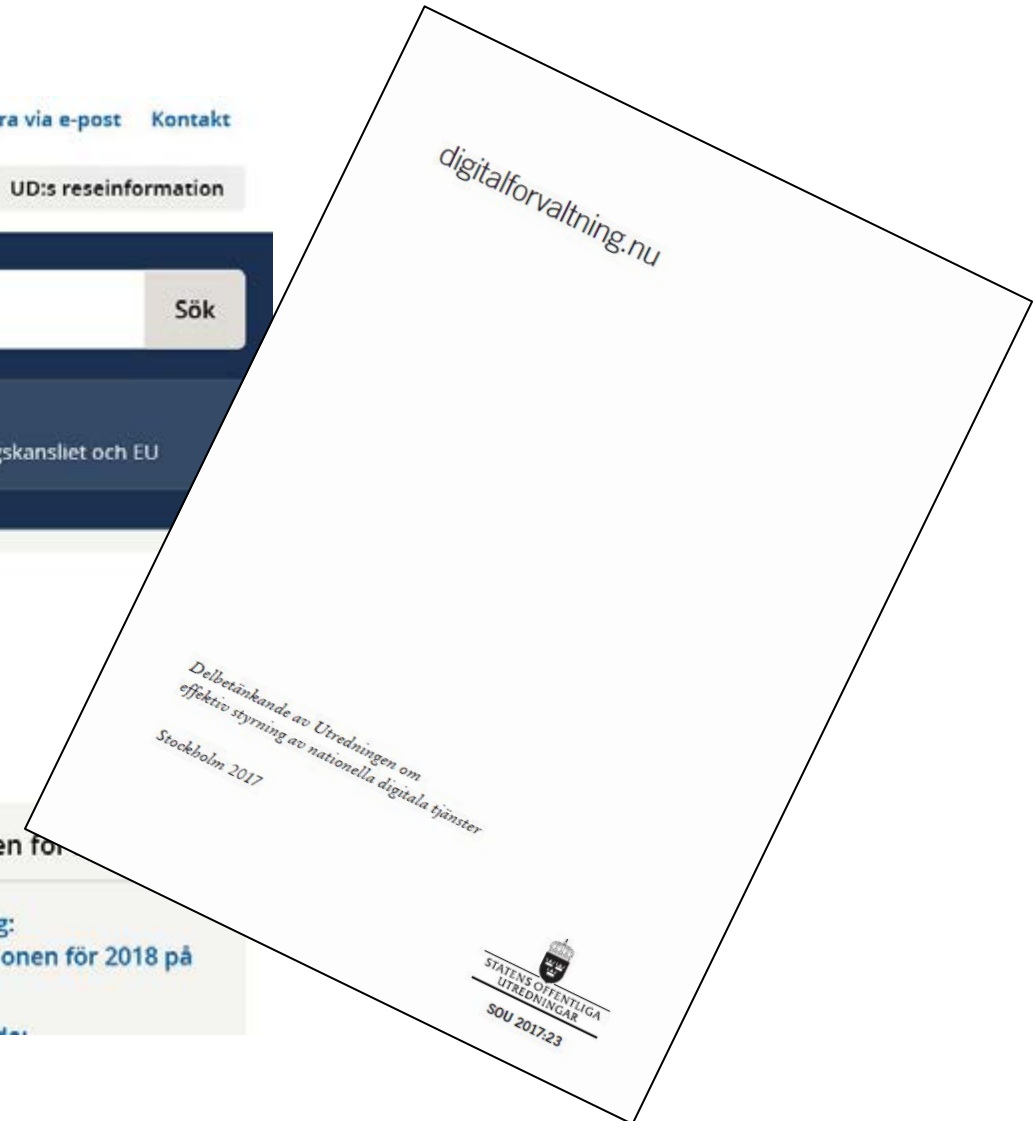 ra via e-post Kontakt
UD:s reseinformation
Sök
gskansliet och EU
en för
g:
onen för 2018 på
digitalforvaltning.nu
Delbetänkande av Utredningen om
effektiv styrning av nationella digitala tjänster
Stockholm 2017
STATENS OFFENTLIGA
UTREDNINGAR
SOU 2017:23